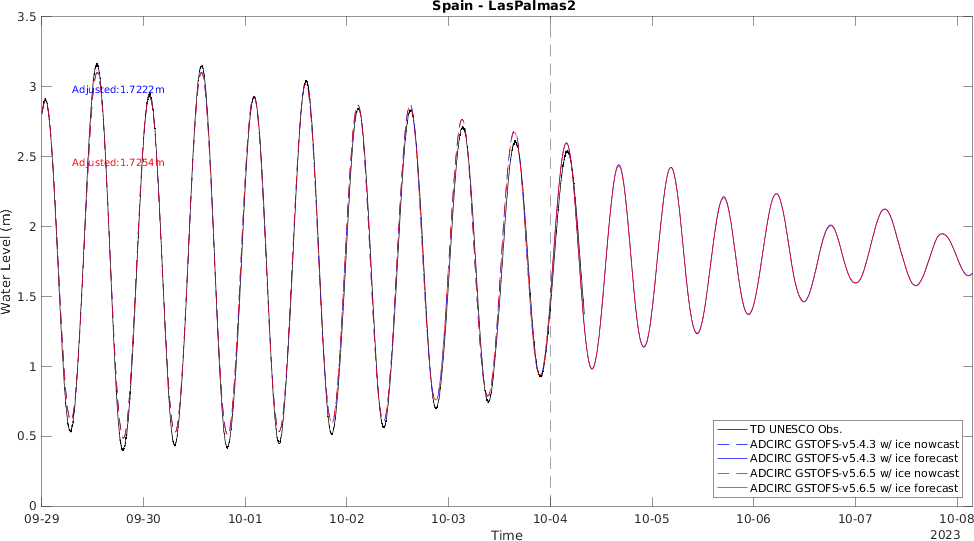 Spain - LasPalmas2
3.5
3
2.5
2
1.5
1
0.5
0
Water Level (m)
Adjusted:1.7222m
Adjusted:1.7254m
TD UNESCO Obs.
ADCIRC GSTOFS-v5.4.3 w/ ice nowcast
ADCIRC GSTOFS-v5.4.3 w/ ice forecast
ADCIRC GSTOFS-v5.6.5 w/ ice nowcast
ADCIRC GSTOFS-v5.6.5 w/ ice forecast
09-29 09-30 10-01 10-02 10-03 10-04 10-05 10-06 10-07 10-08
Time
2023